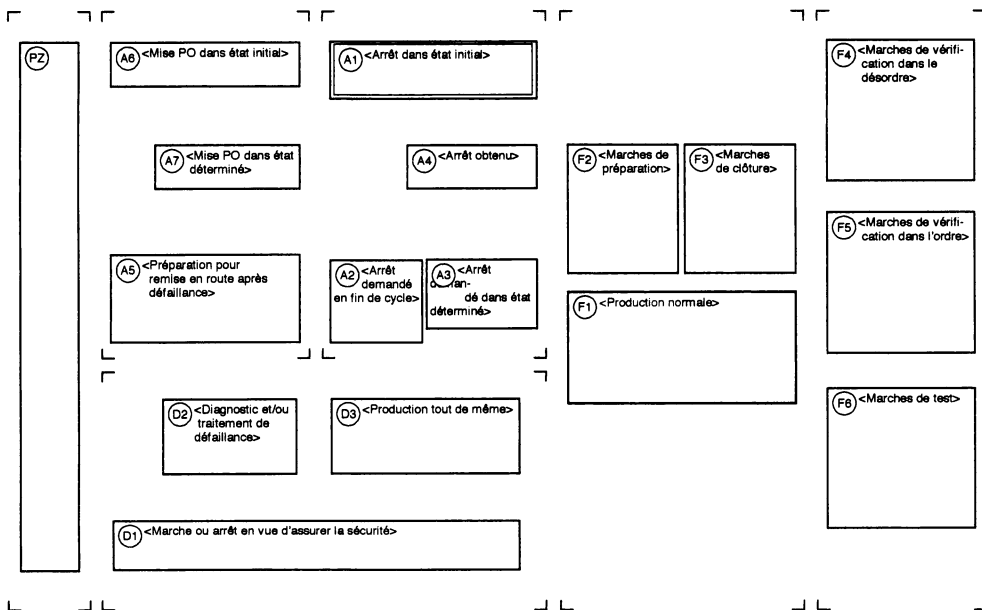 PZ
A6 <Mise PO dans état initial>
A1 <Arrêt dans état initial>
F4 <Marches de vérifi-
cation dans le
désordre>
A7 <Mise PO dans état
déterminé>
A4 <Arrêt obtenu>
F2 <Marches de
préparation>
F3 <Marches
de clôture>
F5 <Marches de vérifi-
cation dans l'ordre>
A5 <Préparation pour
remise en route après
défaillance>
A2 <Arrêt
demandé
en fin de cycle>
A3 <Arrêt
an-
dé dans état
déterminé>
F1 <Production normale>
D2 <Diagnostic et/ou
traitement de
défaillance>
D3 <Production tout de même>
F6 <Marches de test>
D1 <Marche ou arrêt en vue d'assurer la sécurité>